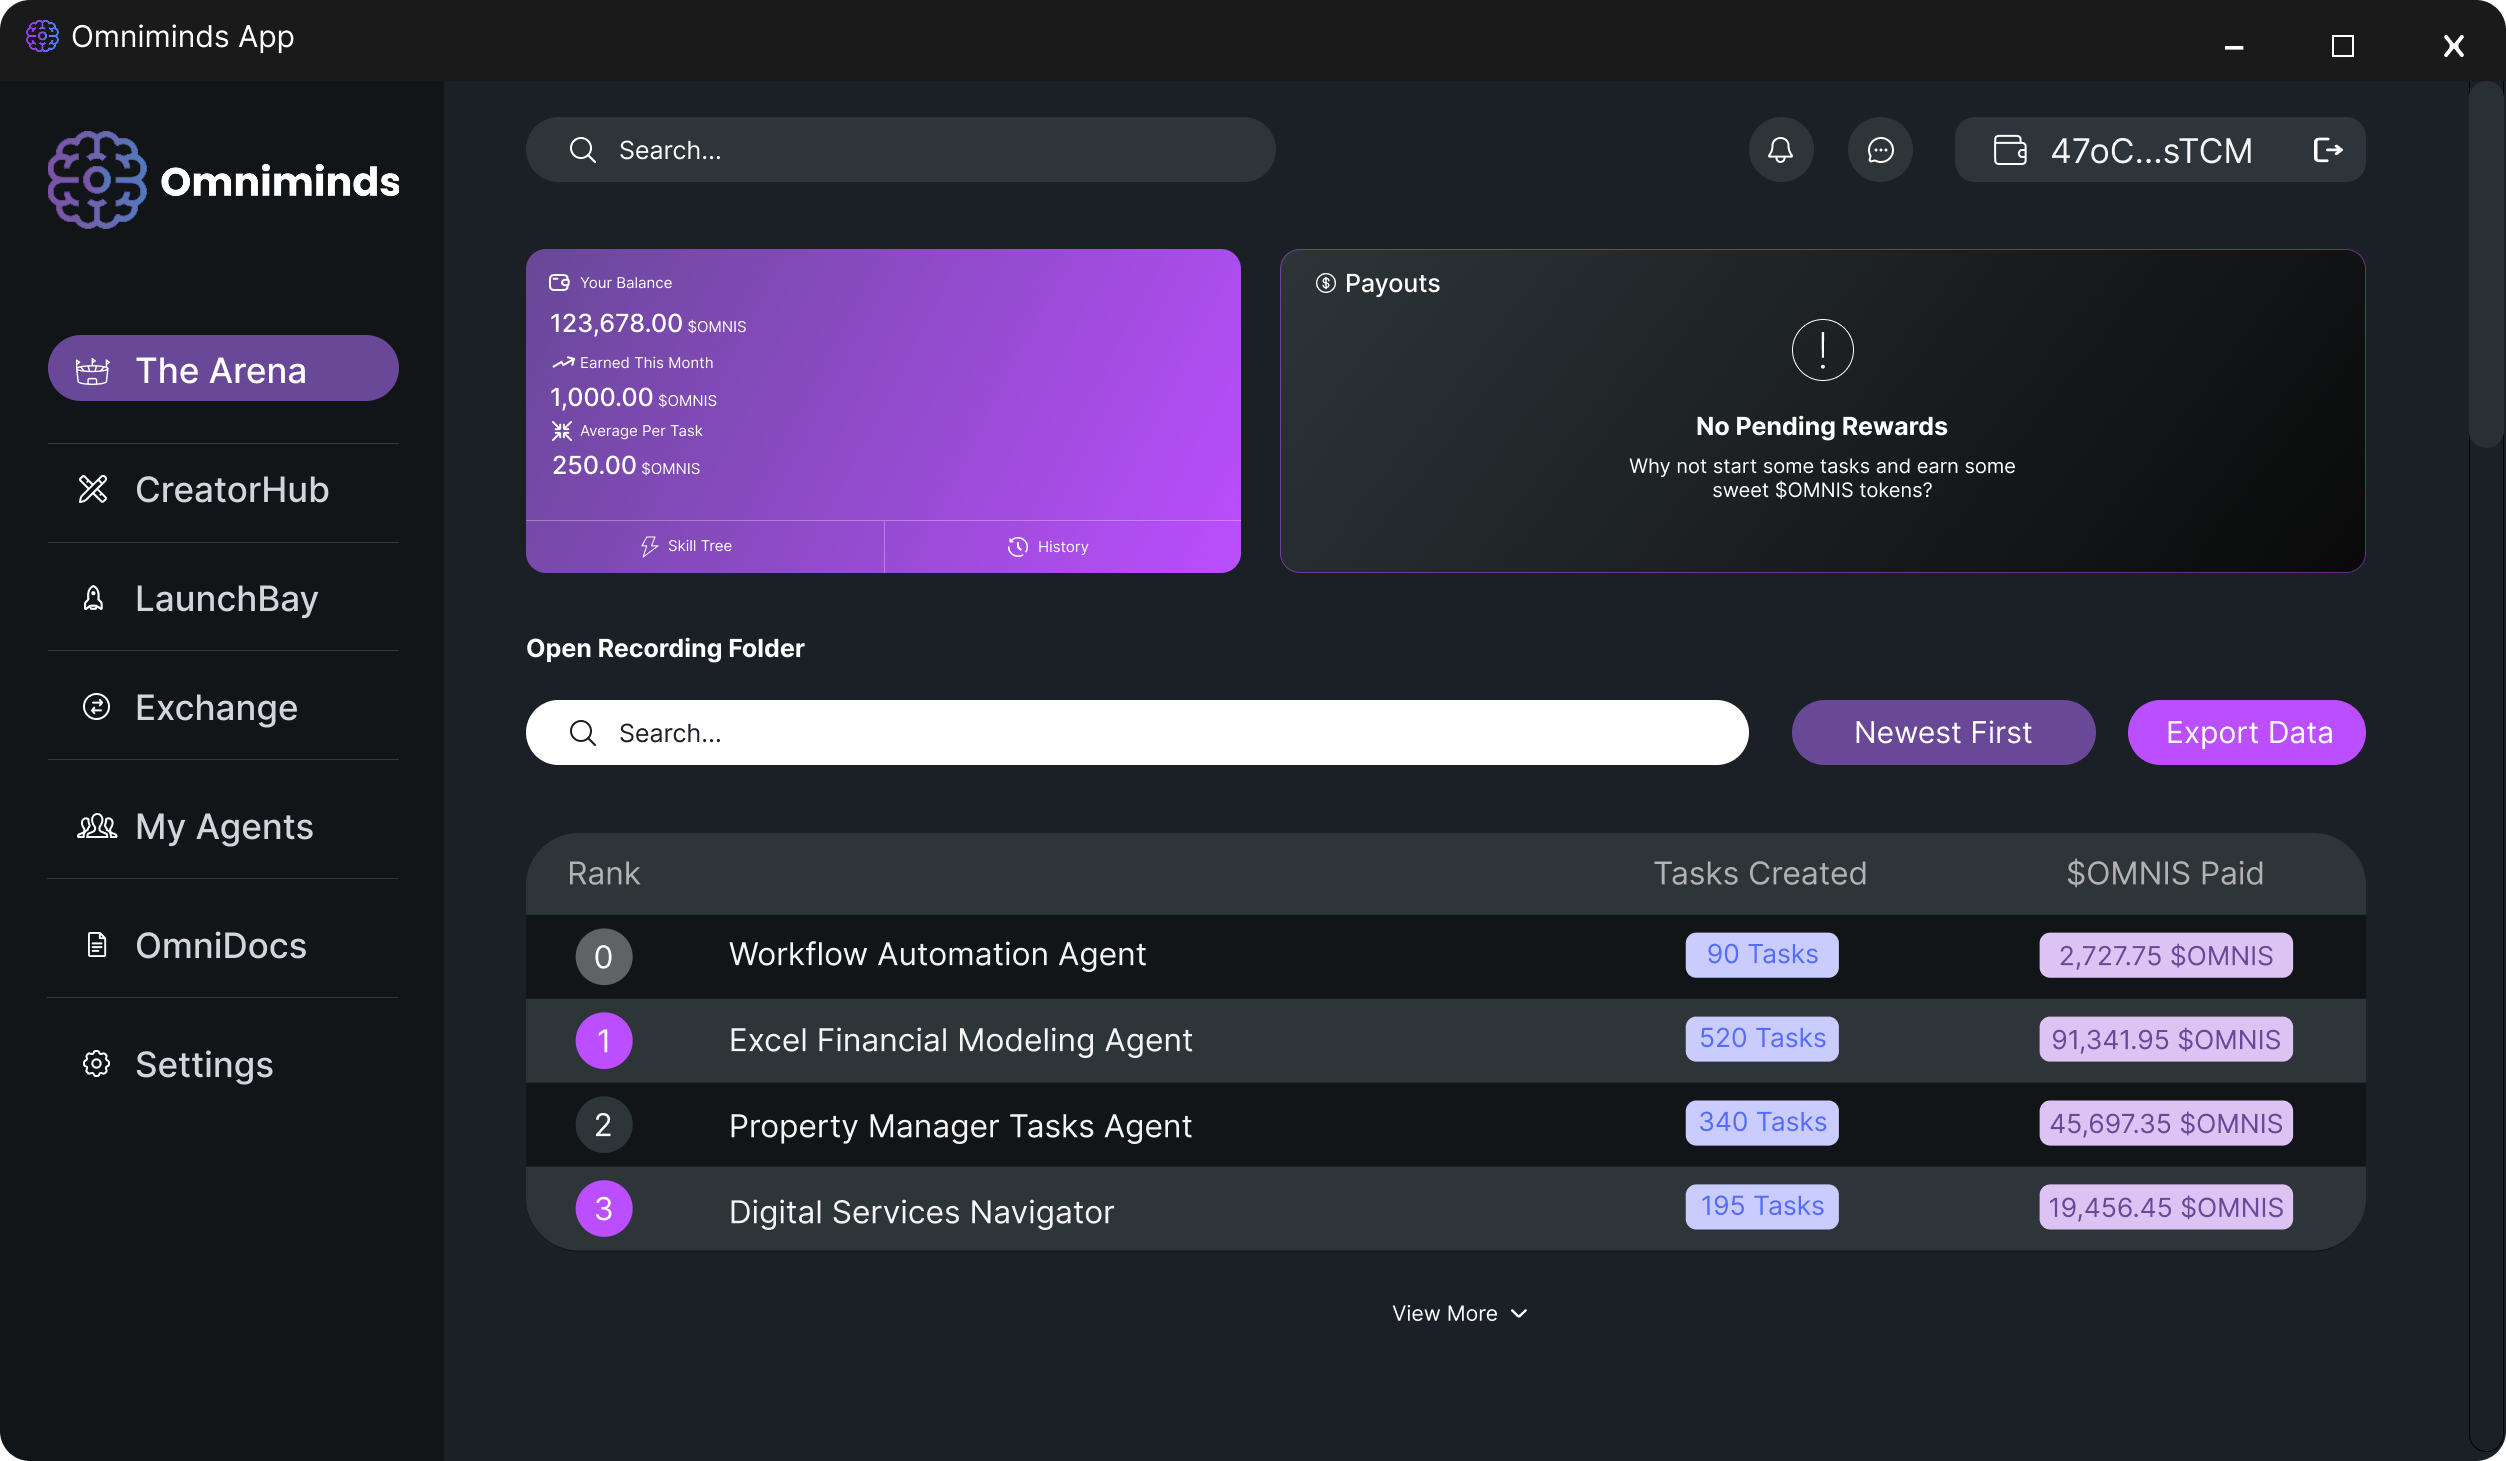 Omniminds App
Omniminds
The Arena
CreatorHub
LaunchBay
Exchange
My Agents
OmniDocs
Settings
Search...
47oC...sTCM
Your Balance
123,678.00 $OMNIS
Earned This Month
1,000.00 $OMNIS
Average Per Task
250.00 $OMNIS
Skill Tree
History
Payouts
No Pending Rewards
Why not start some tasks and earn some
sweet $OMNIS tokens?
Open Recording Folder
Search...
Newest First
Export Data
Rank Tasks Created $OMNIS Paid
0 Workflow Automation Agent 90 Tasks 2,727.75 $OMNIS
1 Excel Financial Modeling Agent 520 Tasks 91,341.95 $OMNIS
2 Property Manager Tasks Agent 340 Tasks 45,697.35 $OMNIS
3 Digital Services Navigator 195 Tasks 19,456.45 $OMNIS
View More